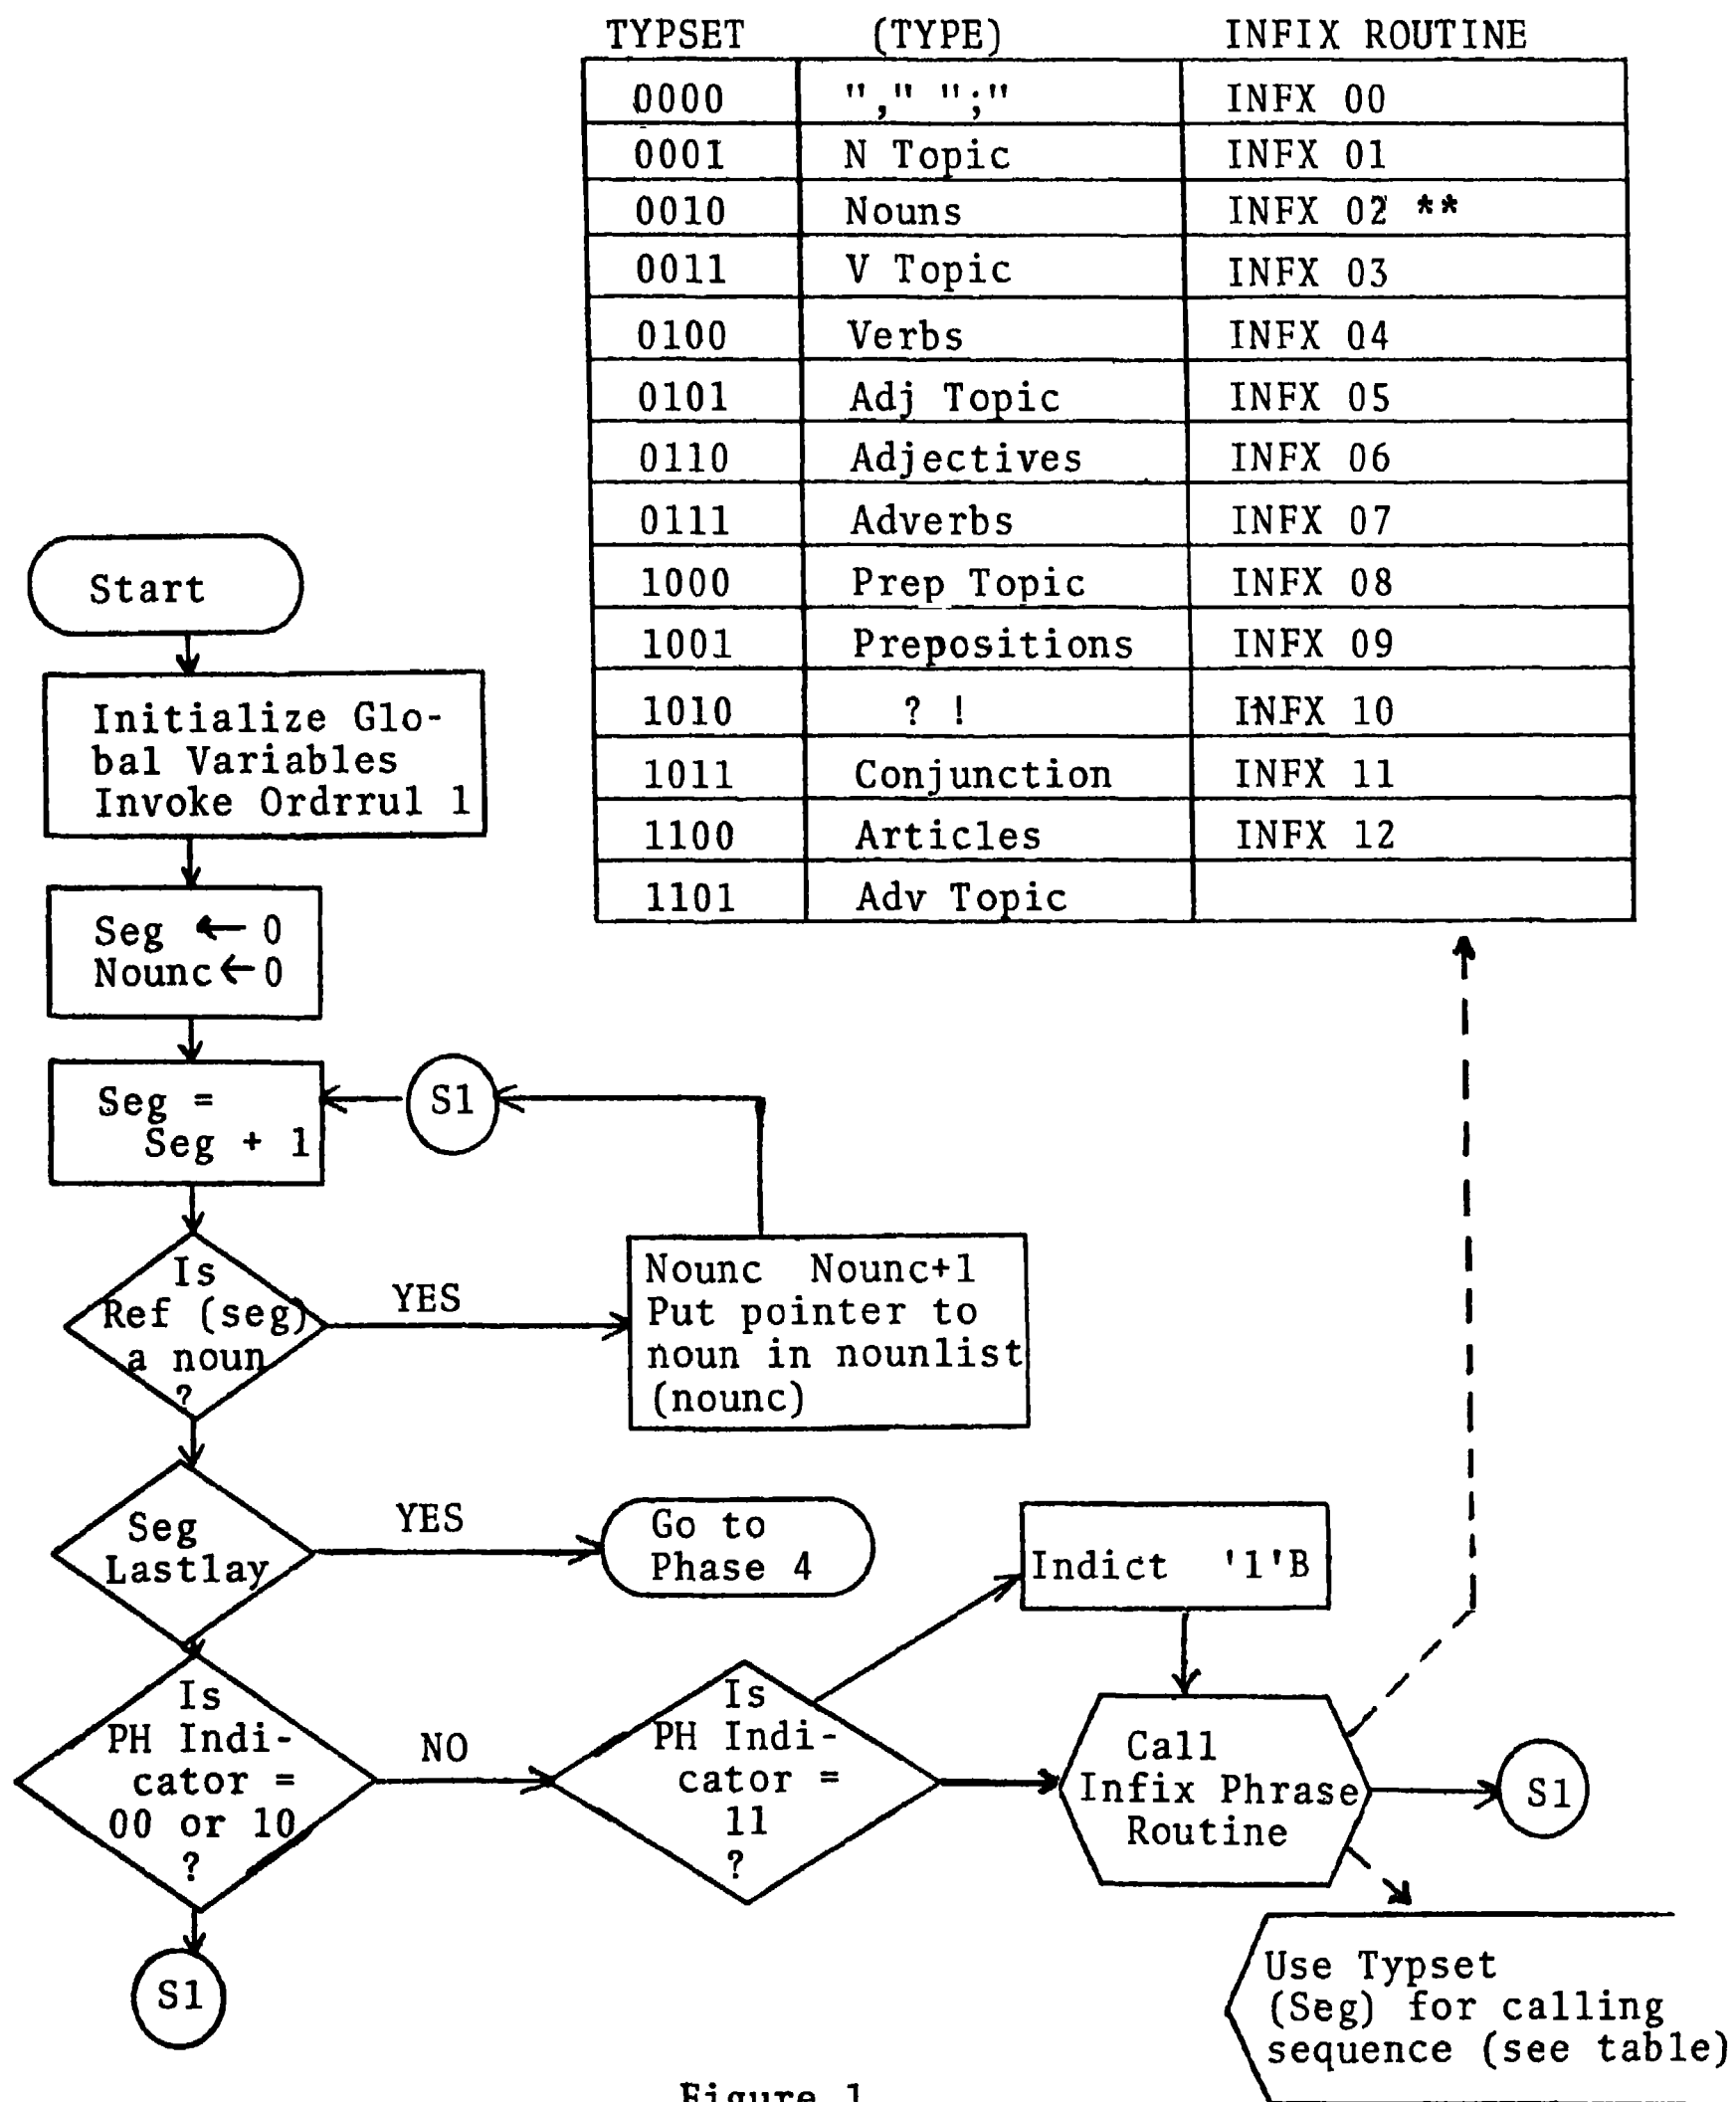 TYPSET (TYPE) INFIX ROUTINE
0000 "," ";" INFX 00
0001 N Topic INFX 01
0010 Nouns INFX 02 **
0011 V Topic INFX 03
0100 Verbs INFX 04
0101 Adj Topic INFX 05
0110 Adjectives INFX 06
0111 Adverbs INFX 07
1000 Prep Topic INFX 08
1001 Prepositions INFX 09
1010 ? ! INFX 10
1011 Conjunction INFX 11
1100 Articles INFX 12
1101 Adv Topic
Start
Initialize Glo-
bal Variables
Invoke Ordrrul 1
Seg ← 0
Nounc ← 0
Seg =
Seg + 1
S1
Is
Ref (seg)
a noun
?
YES
Nounc Nounc+1
Put pointer to
noun in nounlist
(nounc)
Seg
Lastlay
YES
Go to
Phase 4
Indict '1'B
Is
PH Indi-
cator =
00 or 10
?
NO
Is
PH Indi-
cator =
11
?
Call
Infix Phrase
Routine
S1
S1
Use Typset
(Seg) for calling
sequence (see table)
Figure 1